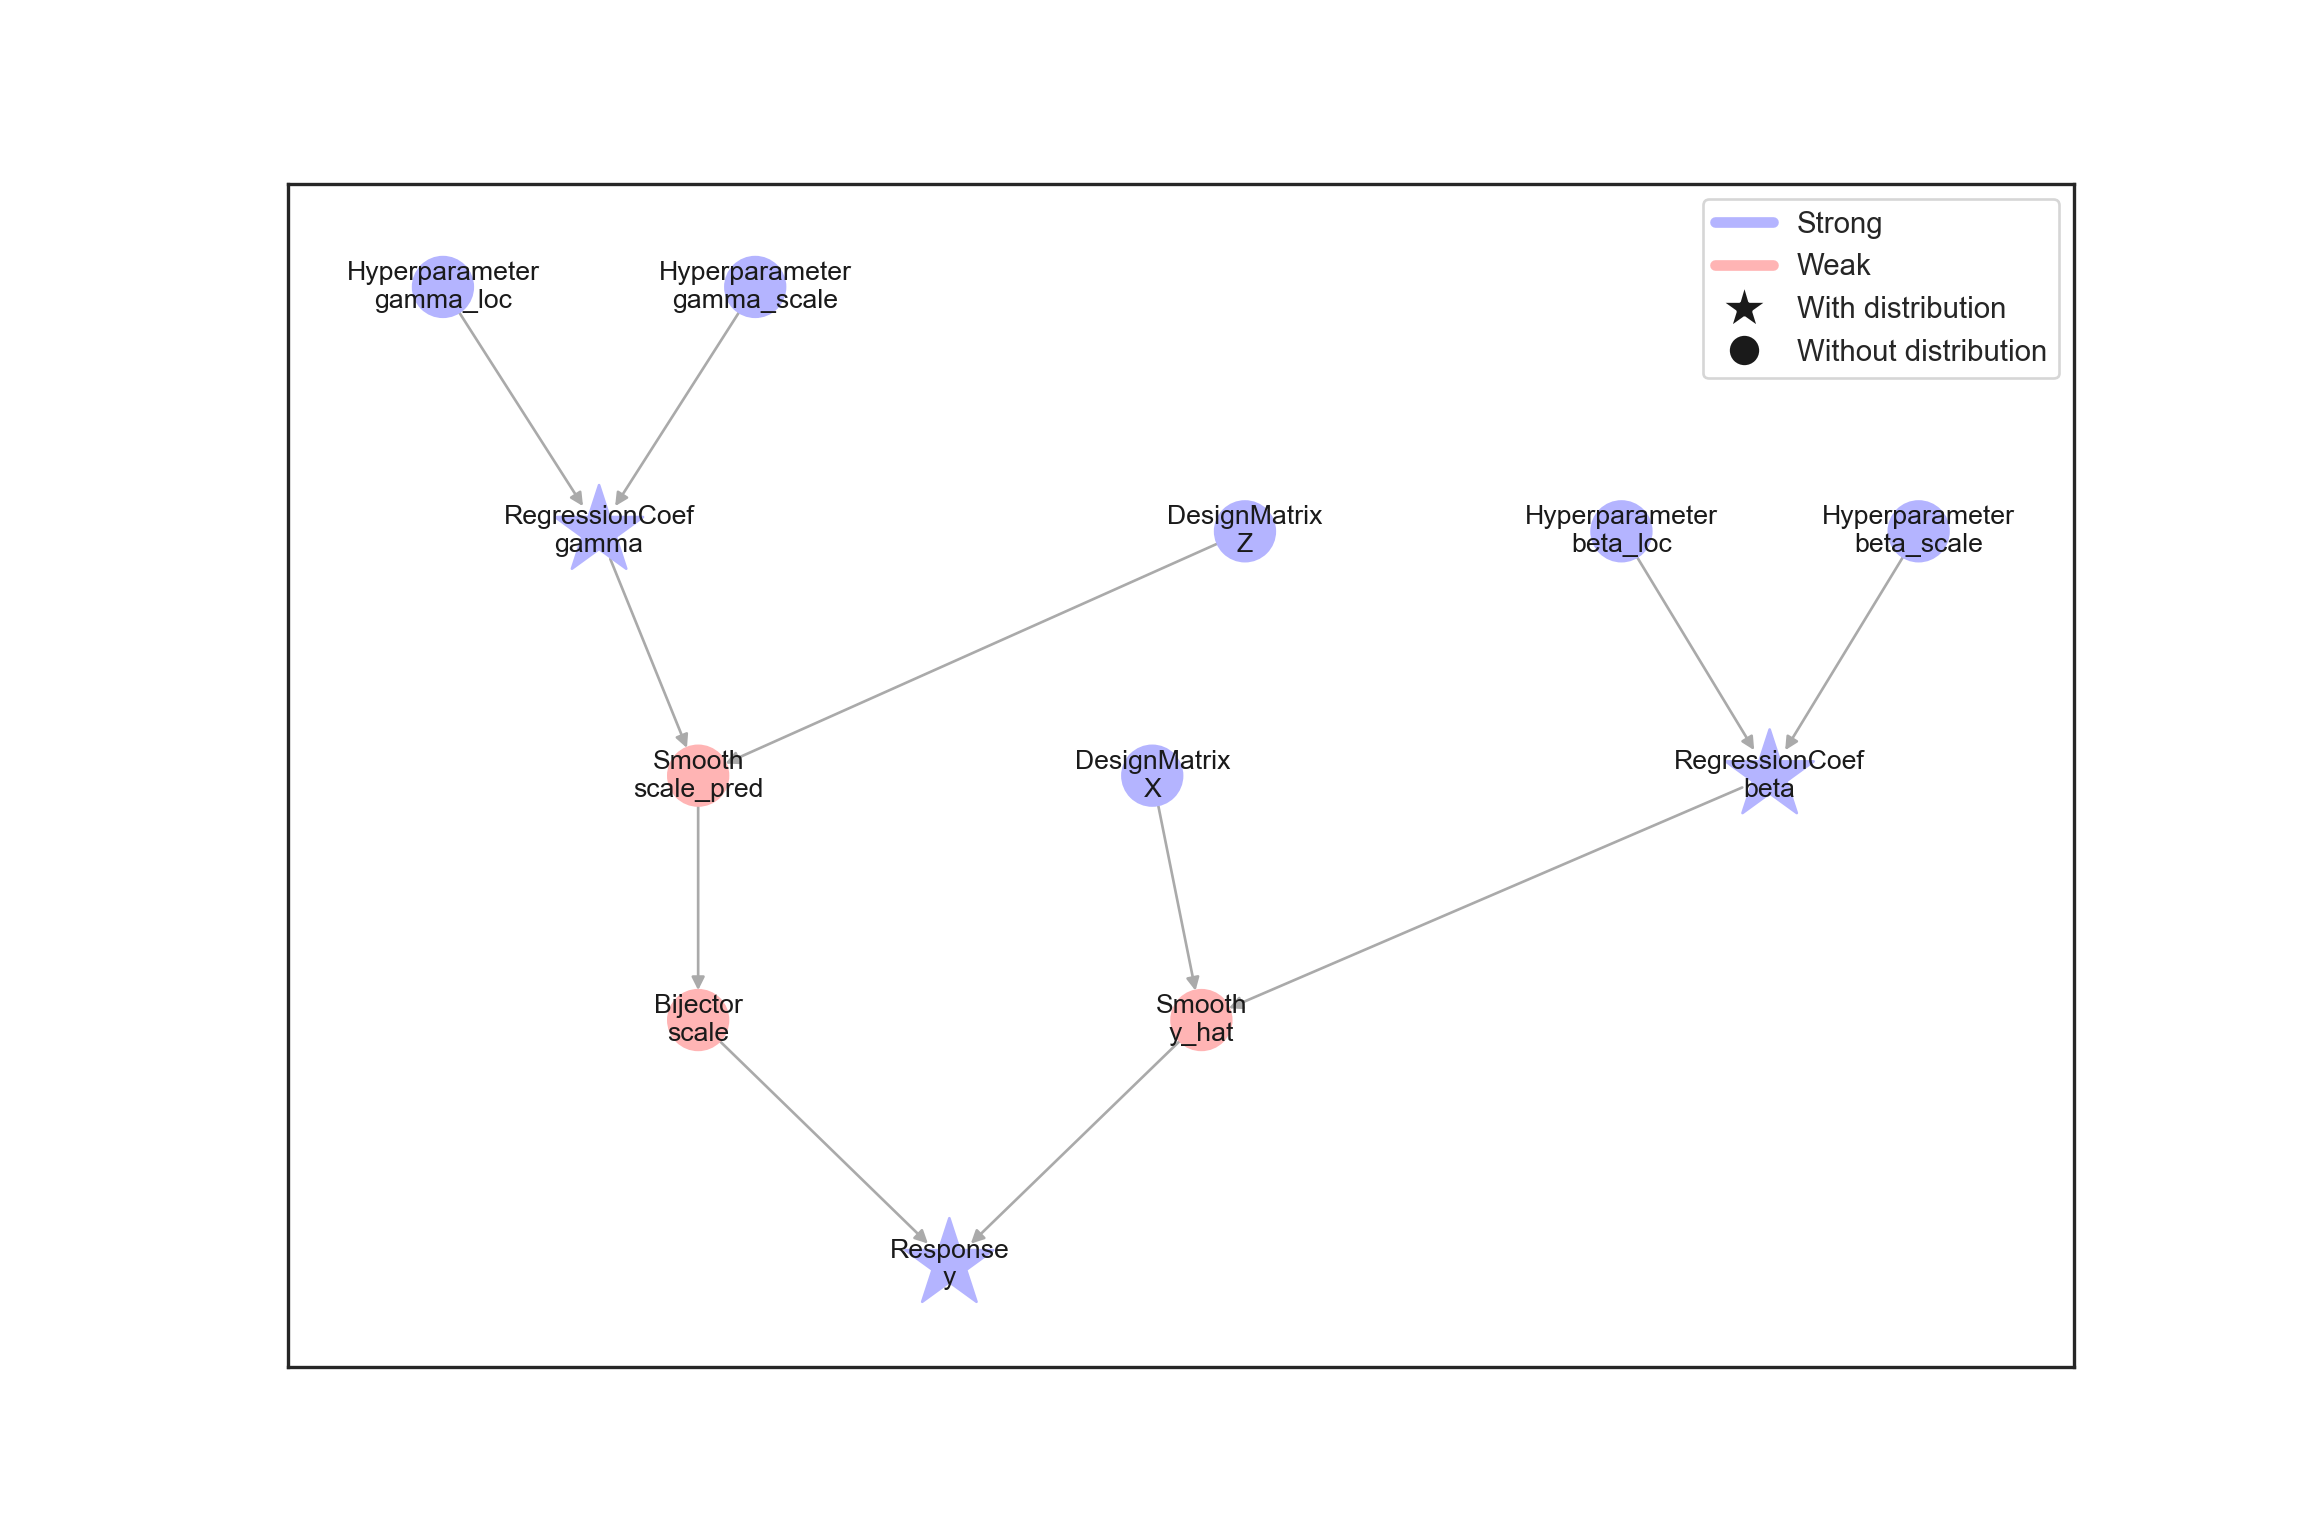 Strong
Weak
With distribution
Without distribution
Hyperparameter
gamma_loc
Hyperparameter
gamma_scale
RegressionCoef
gamma
DesignMatrix
Z
Hyperparameter
beta_loc
Hyperparameter
beta_scale
Smooth
scale_pred
DesignMatrix
X
RegressionCoef
beta
Bijector
scale
Smooth
y_hat
Response
y